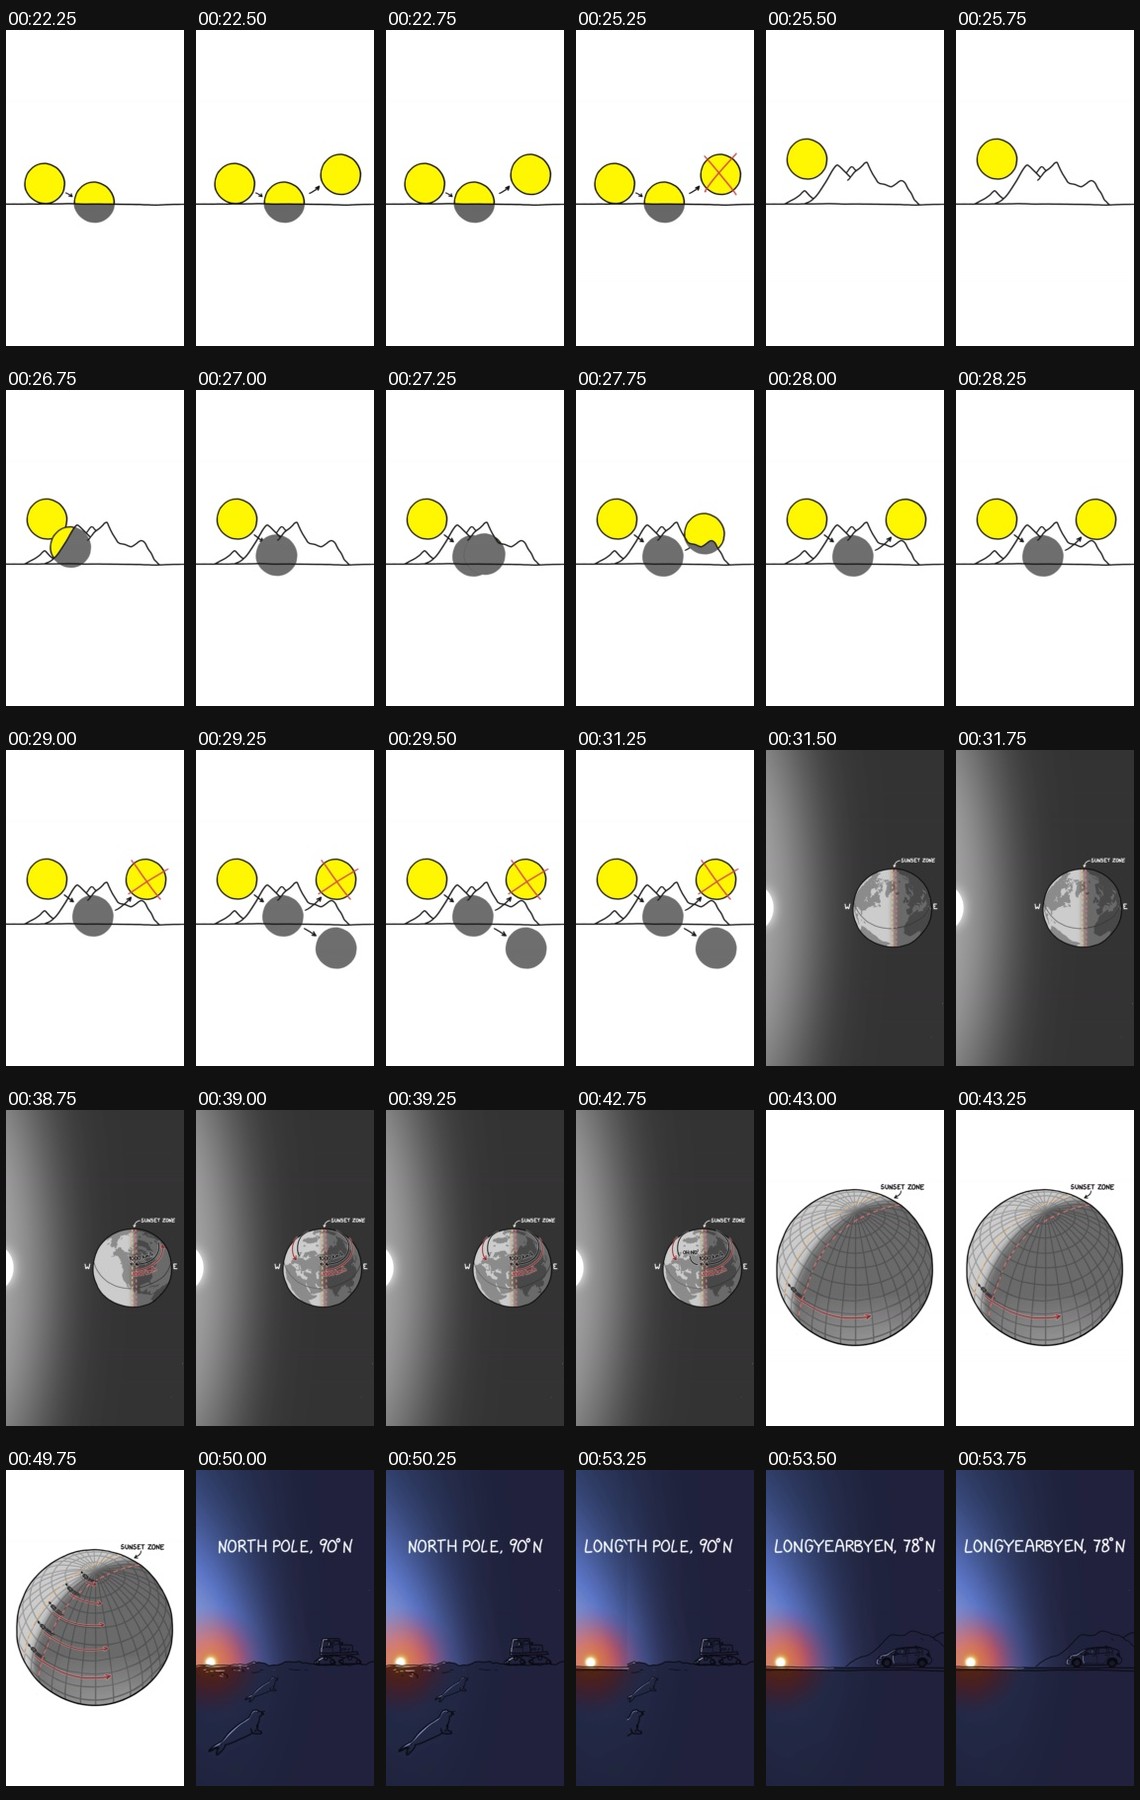 00:22.25
00:22.50
00:22.75
00:25.25
00:25.50
00:25.75
00:26.75
00:27.00
00:27.25
00:27.75
00:28.00
00:28.25
00:29.00
00:29.25
00:29.50
00:31.25
00:31.50
00:31.75
SUNSET ZONE
SUNSET ZONE
W E
W E
00:38.75
00:39.00
00:39.25
00:42.75
00:43.00
00:43.25
SUNSET ZONE
SUNSET ZONE
SUNSET ZONE
SUNSET ZONE
SUNSET ZONE
SUNSET ZONE
W E
W E
W E
W E
00:49.75
00:50.00
00:50.25
00:53.25
00:53.50
00:53.75
SUNSET ZONE
NORTH POLE, 90°N
NORTH POLE, 90°N
LONG'TH POLE, 90°N
LONGYEARBYEN, 78°N
LONGYEARBYEN, 78°N